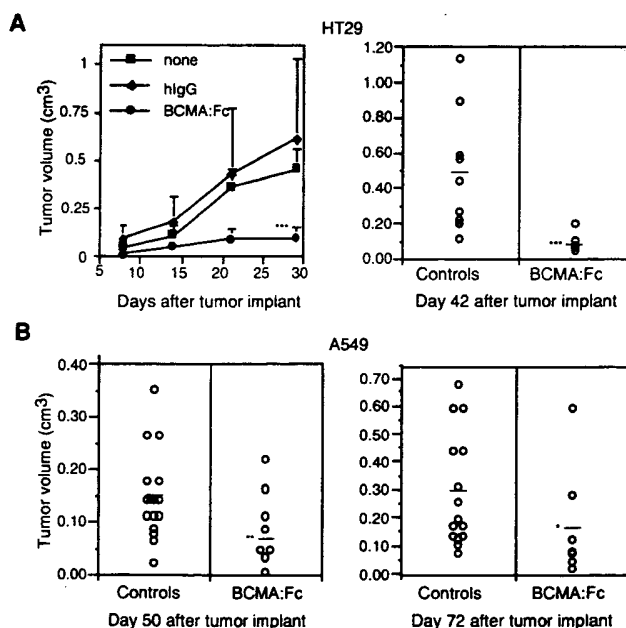 A
HT29
Tumor volume (cm3)
1
0.75
0.5
0.25
0
none
hIgG
BCMA:Fc
***
5 10 15 20 25 30
Days after tumor implant
1.20
1.00
0.80
0.60
0.40
0.20
0.00
***
Controls BCMA:Fc
Day 42 after tumor implant
B
A549
Tumor volume (cm3)
0.40
0.30
0.20
0.10
0.00
**
Controls BCMA:Fc
Day 50 after tumor implant
0.70
0.60
0.50
0.40
0.30
0.20
0.10
0.00
*
Controls BCMA:Fc
Day 72 after tumor implant